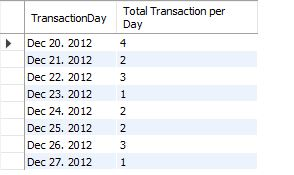 TransactionDay Total Transaction per Day
Dec 20. 2012 4
Dec 21. 2012 2
Dec 22. 2012 3
Dec 23. 2012 1
Dec 24. 2012 2
Dec 25. 2012 2
Dec 26. 2012 3
Dec 27. 2012 1